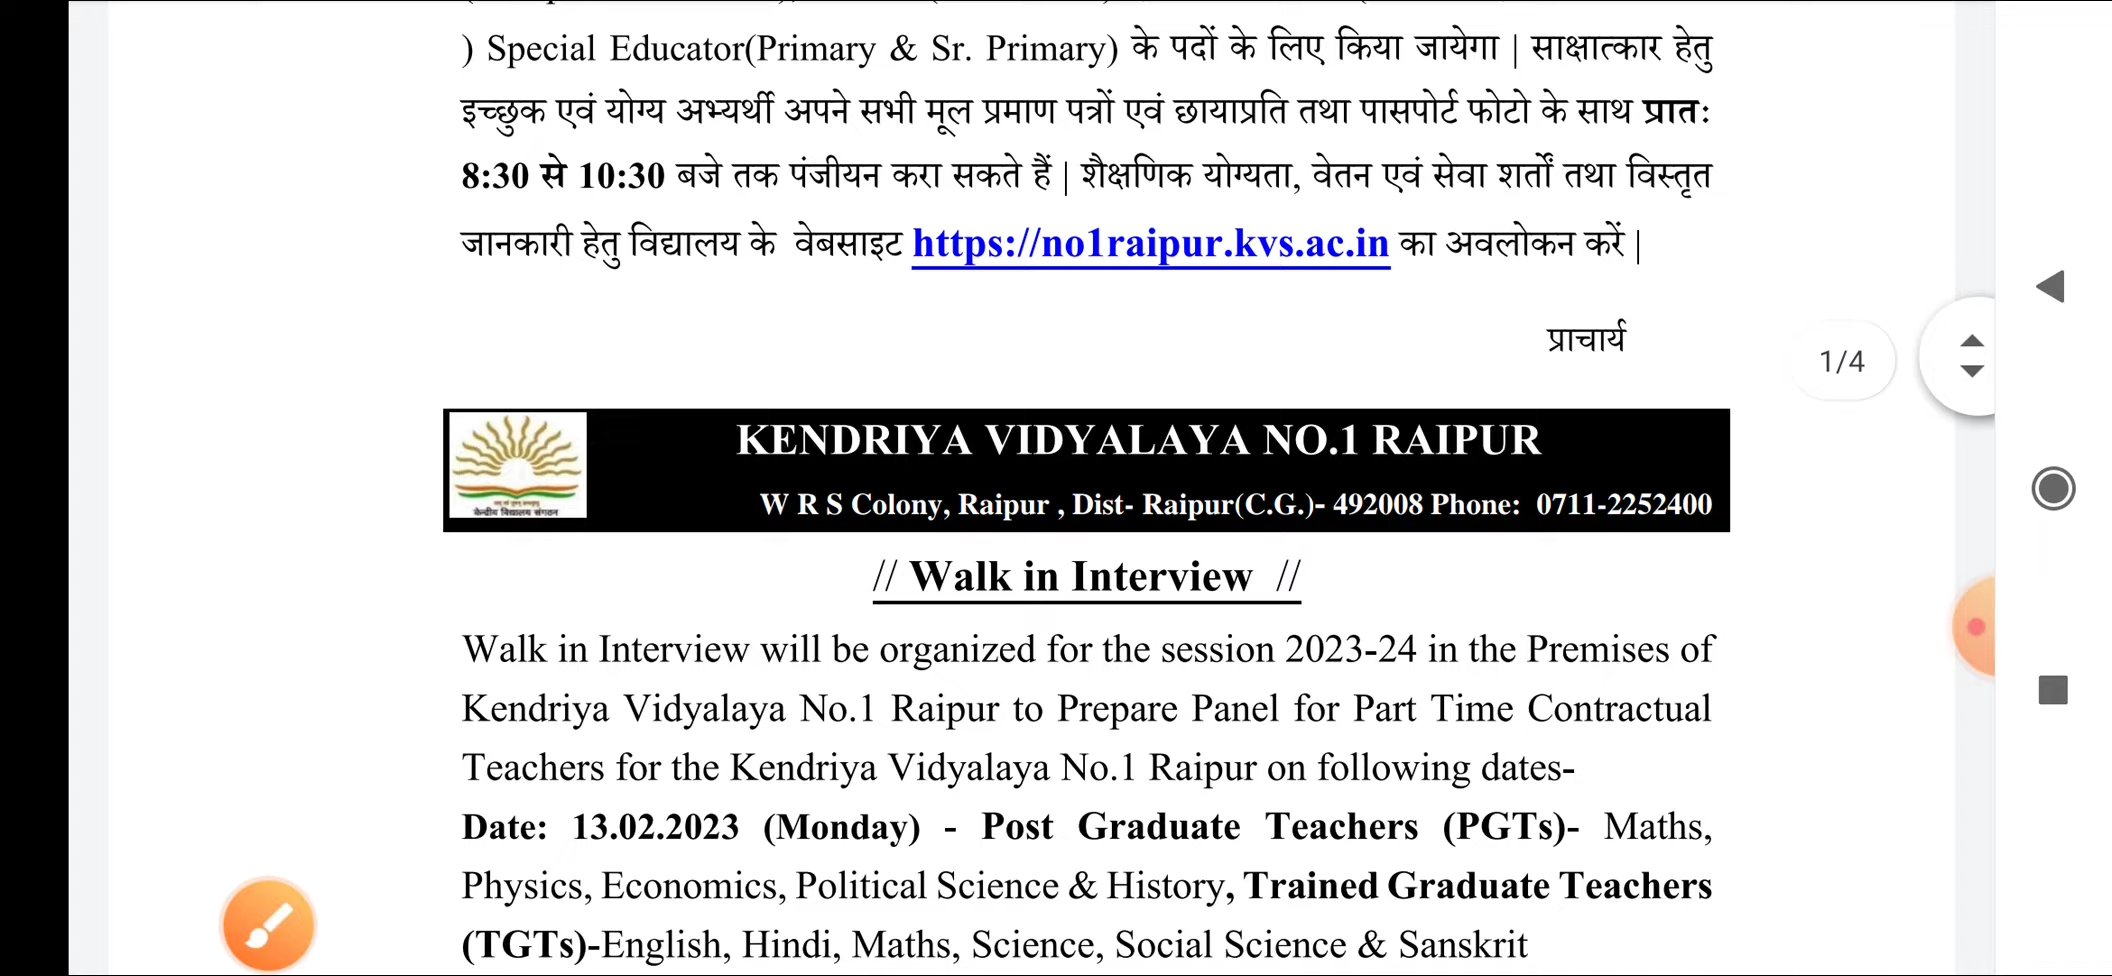 ) Special Educator(Primary & Sr. Primary) के पदों के लिए किया जायेगा | साक्षात्कार हेतु
इच्छुक एवं योग्य अभ्यर्थी अपने सभी मूल प्रमाण पत्रों एवं छायाप्रति तथा पासपोर्ट फोटो के साथ प्रातः
8:30 से 10:30 बजे तक पंजीयन करा सकते हैं | शैक्षणिक योग्यता, वेतन एवं सेवा शर्तों तथा विस्तृत
जानकारी हेतु विद्यालय के वेबसाइट https://no1raipur.kvs.ac.in का अवलोकन करें |
प्राचार्य
1/4
KENDRIYA VIDYALAYA NO.1 RAIPUR
W R S Colony, Raipur , Dist- Raipur(C.G.)- 492008 Phone: 0711-2252400
केन्द्रीय विद्यालय संगठन
// Walk in Interview //
Walk in Interview will be organized for the session 2023-24 in the Premises of
Kendriya Vidyalaya No.1 Raipur to Prepare Panel for Part Time Contractual
Teachers for the Kendriya Vidyalaya No.1 Raipur on following dates-
Date: 13.02.2023 (Monday) - Post Graduate Teachers (PGTs)- Maths,
Physics, Economics, Political Science & History, Trained Graduate Teachers
(TGTs)-English, Hindi, Maths, Science, Social Science & Sanskrit